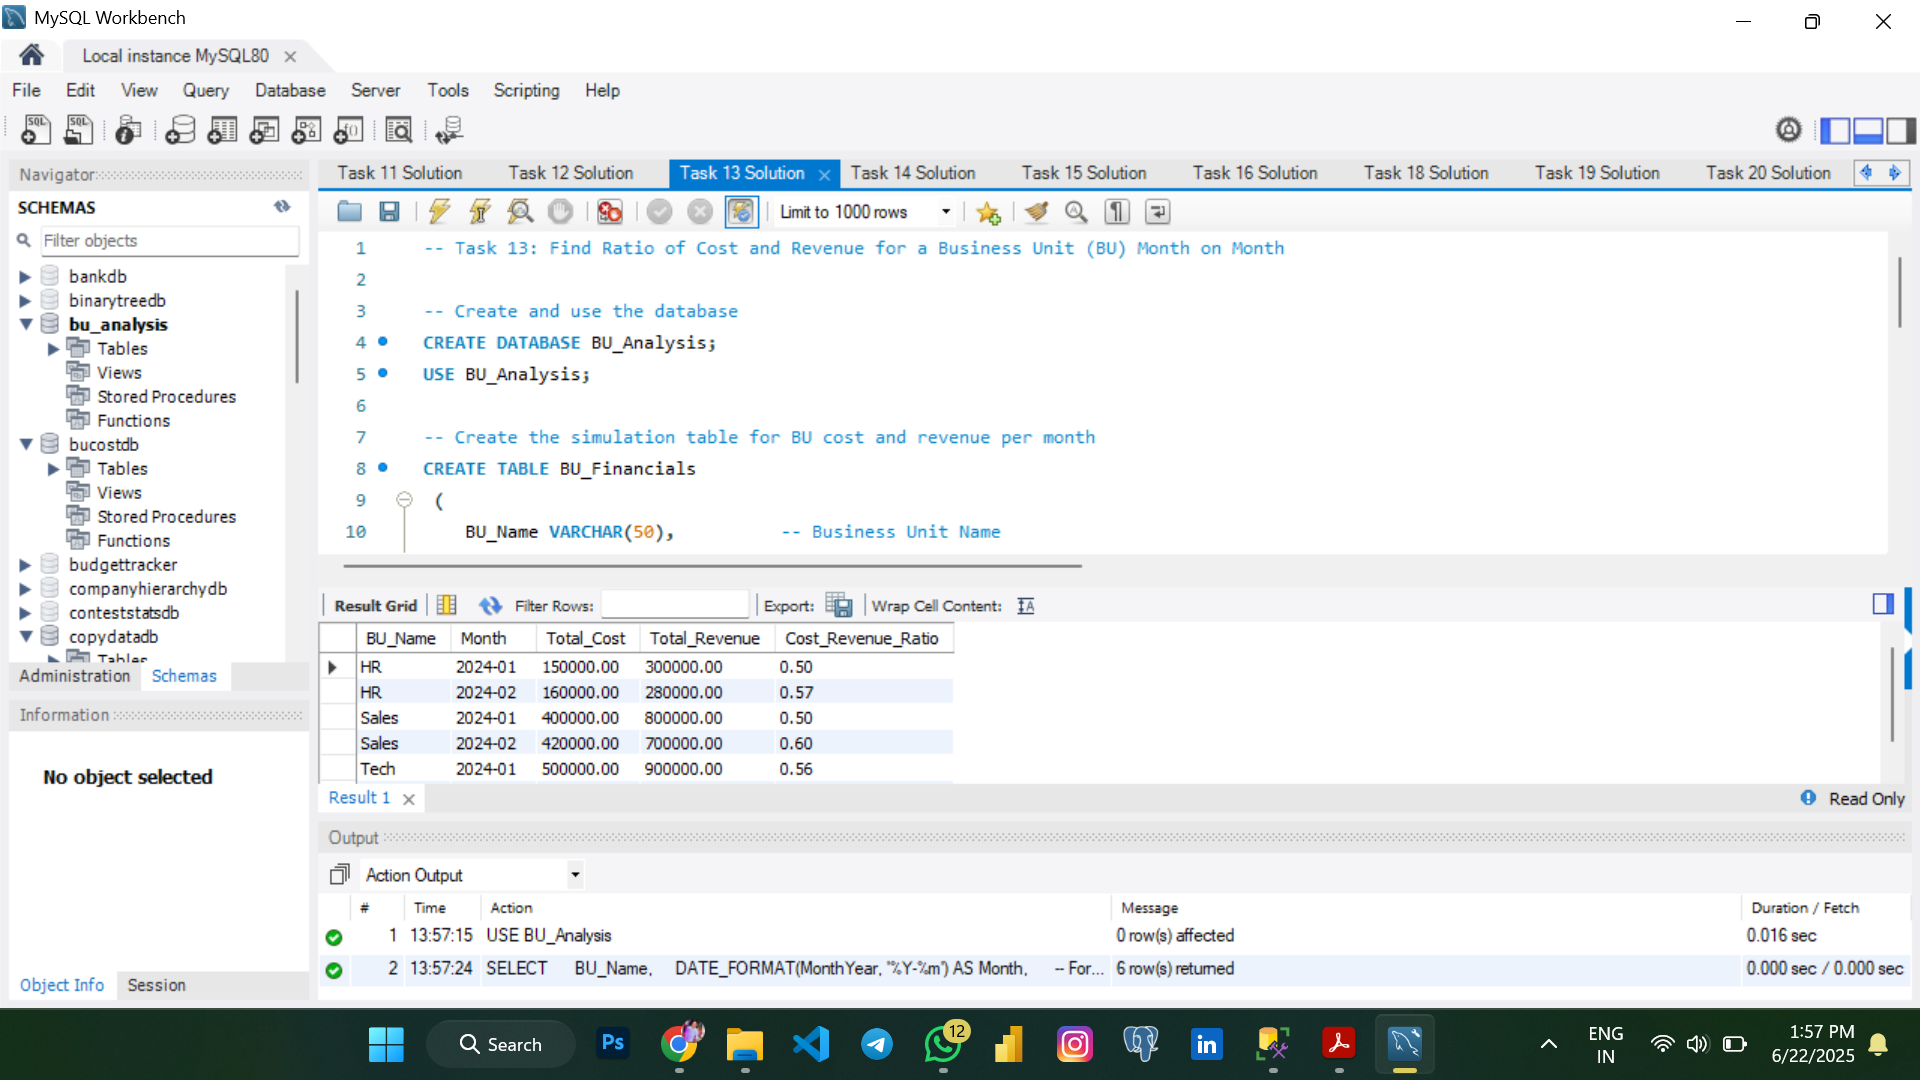 MySQL Workbench
Local instance MySQL80
File Edit View Query Database Server Tools Scripting Help
Navigator
SCHEMAS
Filter objects
bankdb
binarytreedb
bu_analysis
Tables
Views
Stored Procedures
Functions
bucostdb
Tables
Views
Stored Procedures
Functions
budgettracker
companyhierarchydb
conteststatsdb
copydatadb
Tables
Administration Schemas
Information
No object selected
Object Info Session
Task 11 Solution Task 12 Solution Task 13 Solution Task 14 Solution Task 15 Solution Task 16 Solution Task 18 Solution Task 19 Solution Task 20 Solution
Limit to 1000 rows
1 -- Task 13: Find Ratio of Cost and Revenue for a Business Unit (BU) Month on Month
2
3 -- Create and use the database
4 CREATE DATABASE BU_Analysis;
5 USE BU_Analysis;
6
7 -- Create the simulation table for BU cost and revenue per month
8 CREATE TABLE BU_Financials
9 (
10 BU_Name VARCHAR(50), -- Business Unit Name
Result Grid Filter Rows: Export: Wrap Cell Content:
BU_Name Month Total_Cost Total_Revenue Cost_Revenue_Ratio
HR 2024-01 150000.00 300000.00 0.50
HR 2024-02 160000.00 280000.00 0.57
Sales 2024-01 400000.00 800000.00 0.50
Sales 2024-02 420000.00 700000.00 0.60
Tech 2024-01 500000.00 900000.00 0.56
Result 1 Read Only
Output
Action Output
# Time Action Message Duration / Fetch
1 13:57:15 USE BU_Analysis 0 row(s) affected 0.016 sec
2 13:57:24 SELECT BU_Name, DATE_FORMAT(MonthYear, '%Y-%m') AS Month, -- For... 6 row(s) returned 0.000 sec / 0.000 sec
Search
Ps
12
in
ENG
IN
1:57 PM
6/22/2025